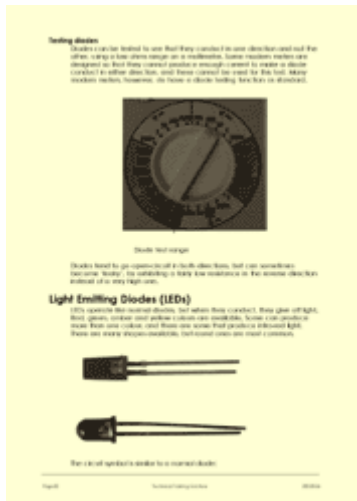 Testing diodes
Diodes can be tested to see that they conduct in one direction and not the
other, using a low ohms range on a multimeter. Some modern meters are
designed so that they cannot produce enough current to make a diode
conduct in either direction, and these cannot be used for this test. Many
modern meters, however, do have a diode testing function as standard.
Diode test range
Diodes tend to go open-circuit in both directions, but can sometimes
become 'leaky', by exhibiting a fairly low resistance in the reverse direction
instead of a very high one.
Light Emitting Diodes (LEDs)
LEDs operate like normal diodes, but when they conduct, they give off light.
Red, green, amber and yellow colours are available. Some can produce
more than one colour, and there are some that produce infra-red light.
There are many shapes available, but round ones are most common.
The circuit symbol is similar to a normal diode: